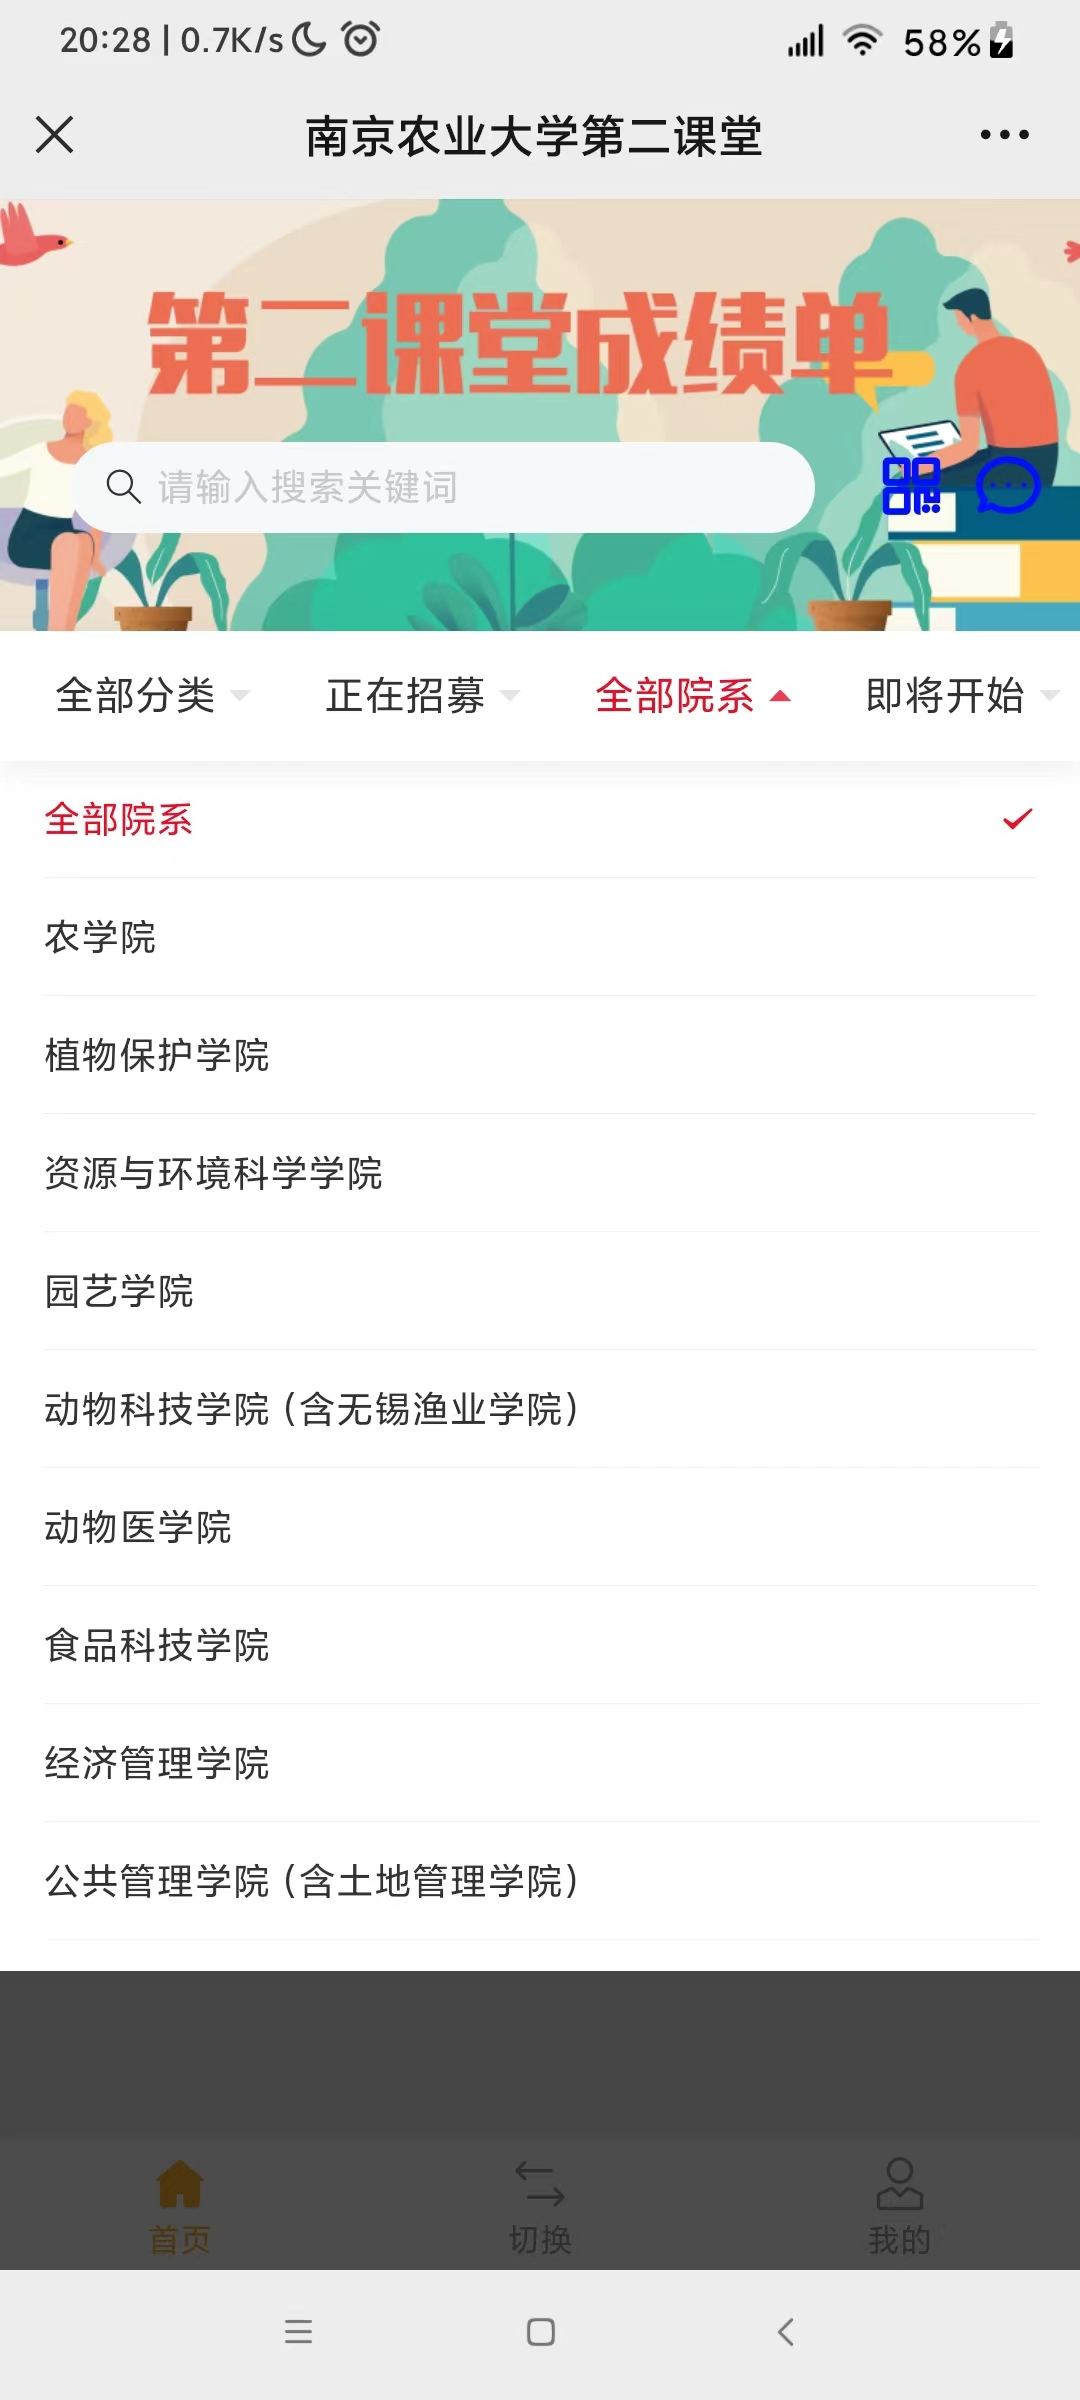 20:28 | 0.7K/s
58%
南京农业大学第二课堂
第二课堂成绩单
请输入搜索关键词
全部分类 正在招募 全部院系 即将开始
全部院系
农学院
植物保护学院
资源与环境科学学院
园艺学院
动物科技学院（含无锡渔业学院）
动物医学院
食品科技学院
经济管理学院
公共管理学院（含土地管理学院）
首页 切换 我的